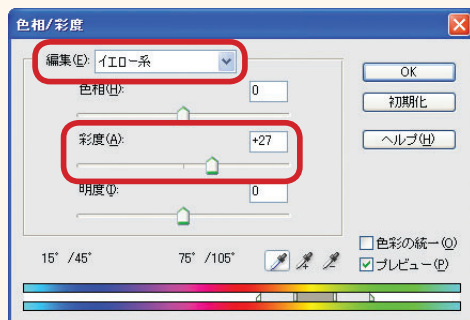 色相/彩度
編集(E): イエロー系
色相(H): 0
彩度(A): +27
明度(I): 0
OK
初期化
ヘルプ(H)
色彩の統一(O)
プレビュー(P)
15° /45° 75° /105°